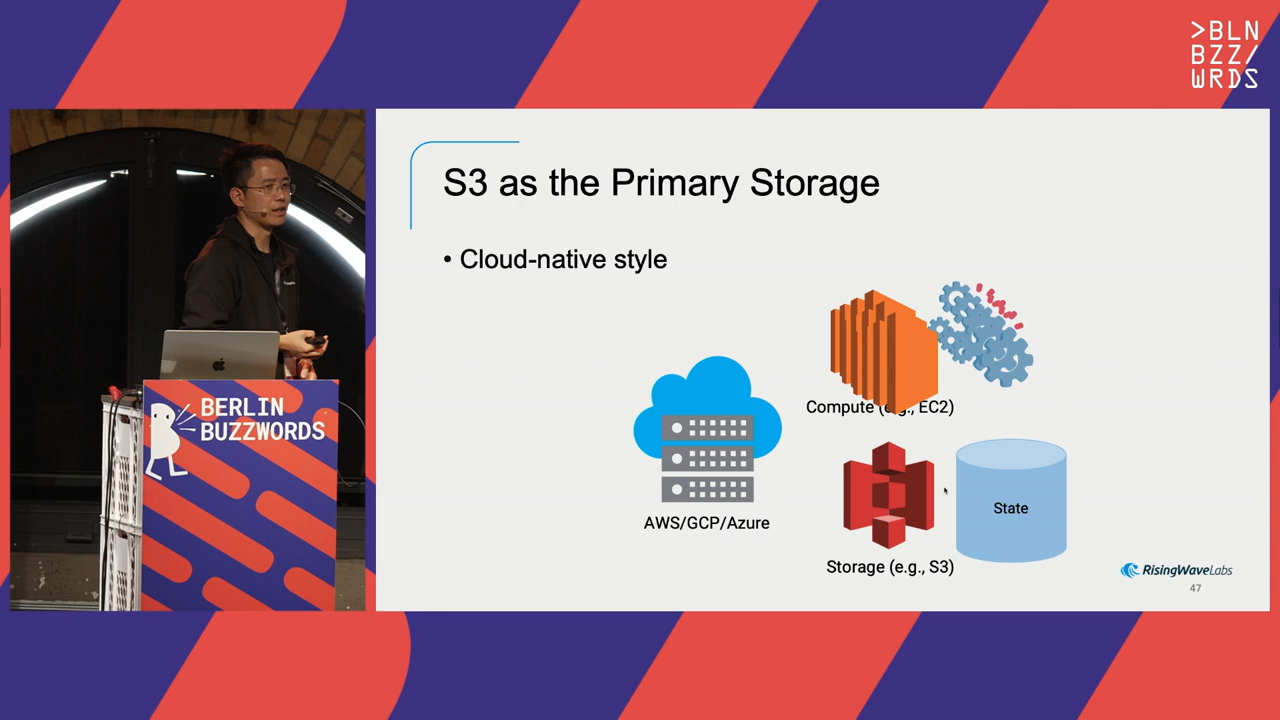 >BLN
BZZ/
WRDS
S3 as the Primary Storage
• Cloud-native style
Compute (e.g., EC2)
AWS/GCP/Azure
State
Storage (e.g., S3)
RisingWaveLabs
47
BERLIN
BUZZWORDS